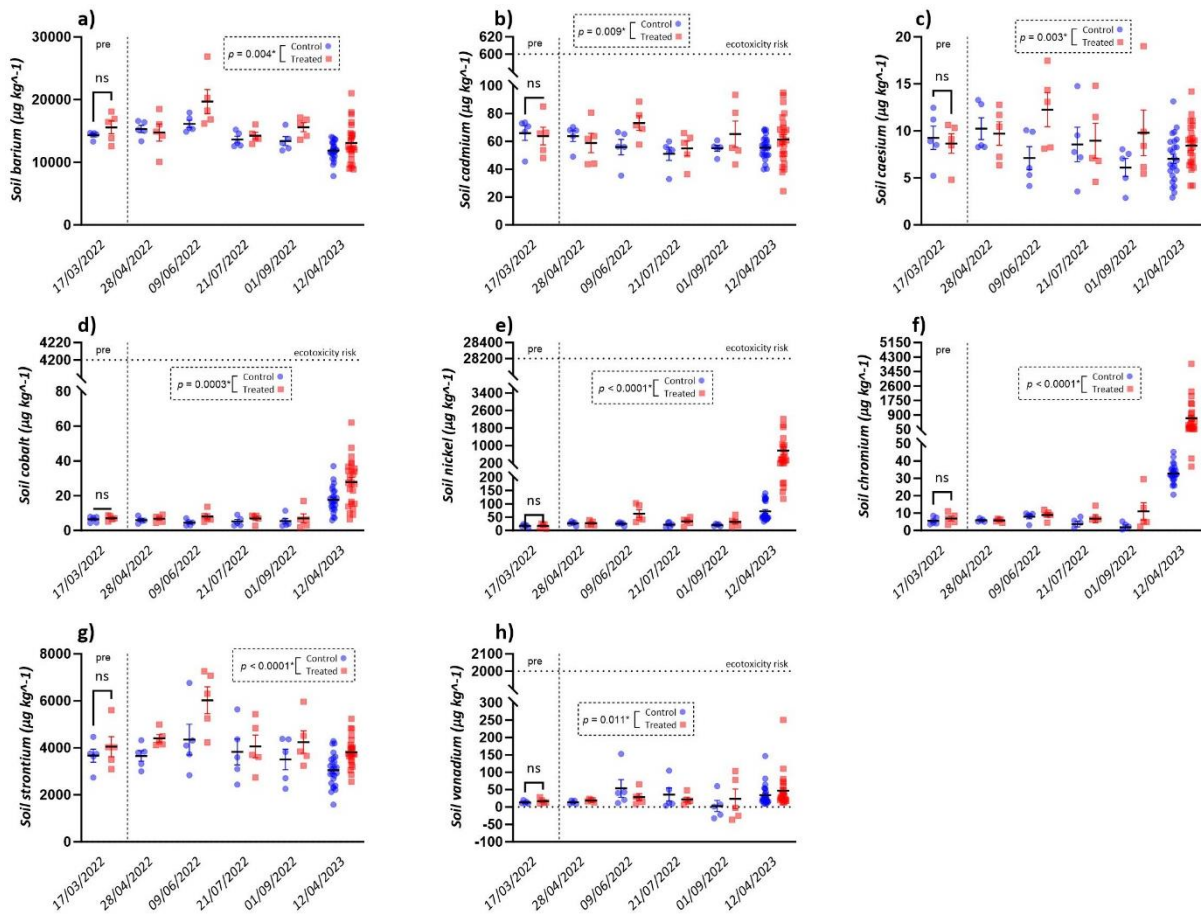 a)
30000
20000
10000
0
Soil barium (µg kg^-1)
pre
ns
p = 0.004*
Control
Treated
17/03/2022
28/04/2022
09/06/2022
21/07/2022
01/09/2022
12/04/2023
b)
620
600
100
80
60
40
20
0
Soil cadmium (µg kg^-1)
pre
ns
p = 0.009*
Control
Treated
ecotoxicity risk
17/03/2022
28/04/2022
09/06/2022
21/07/2022
01/09/2022
12/04/2023
c)
20
15
10
5
0
Soil caesium (µg kg^-1)
pre
ns
p = 0.003*
Control
Treated
17/03/2022
28/04/2022
09/06/2022
21/07/2022
01/09/2022
12/04/2023
d)
4220
4200
80
60
40
20
0
Soil cobalt (µg kg^-1)
pre
ns
ecotoxicity risk
p = 0.0003*
Control
Treated
17/03/2022
28/04/2022
09/06/2022
21/07/2022
01/09/2022
12/04/2023
e)
28400
28200
3400
2600
1800
1000
200
200
150
100
50
0
Soil nickel (µg kg^-1)
pre
ns
ecotoxicity risk
p < 0.0001*
Control
Treated
17/03/2022
28/04/2022
09/06/2022
21/07/2022
01/09/2022
12/04/2023
f)
5150
4300
3450
2600
1750
900
50
50
40
30
20
10
0
Soil chromium (µg kg^-1)
pre
ns
p < 0.0001*
Control
Treated
17/03/2022
28/04/2022
09/06/2022
21/07/2022
01/09/2022
12/04/2023
g)
8000
6000
4000
2000
0
Soil strontium (µg kg^-1)
pre
ns
p < 0.0001*
Control
Treated
17/03/2022
28/04/2022
09/06/2022
21/07/2022
01/09/2022
12/04/2023
h)
2100
2000
300
250
200
150
100
50
0
-50
-100
Soil vanadium (µg kg^-1)
pre
ns
ecotoxicity risk
p = 0.011*
Control
Treated
17/03/2022
28/04/2022
09/06/2022
21/07/2022
01/09/2022
12/04/2023